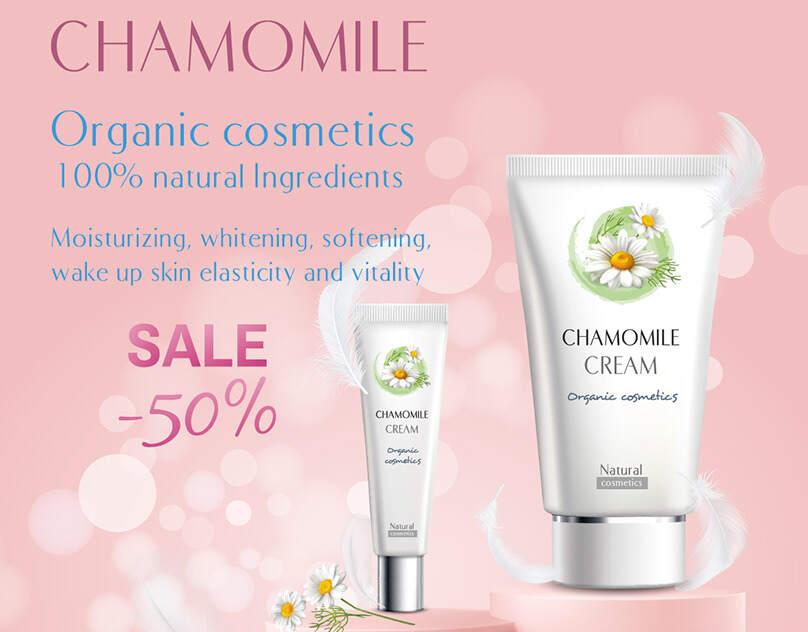 CHAMOMILE
Organic cosmetics
100% natural Ingredients
Moisturizing, whitening, softening,
wake up skin elasticity and vitality
SALE
-50%
CHAMOMILE
CREAM
Organic
cosmetics
Natural
cosmetics
CHAMOMILE
CREAM
Organic cosmetics
Natural
cosmetics